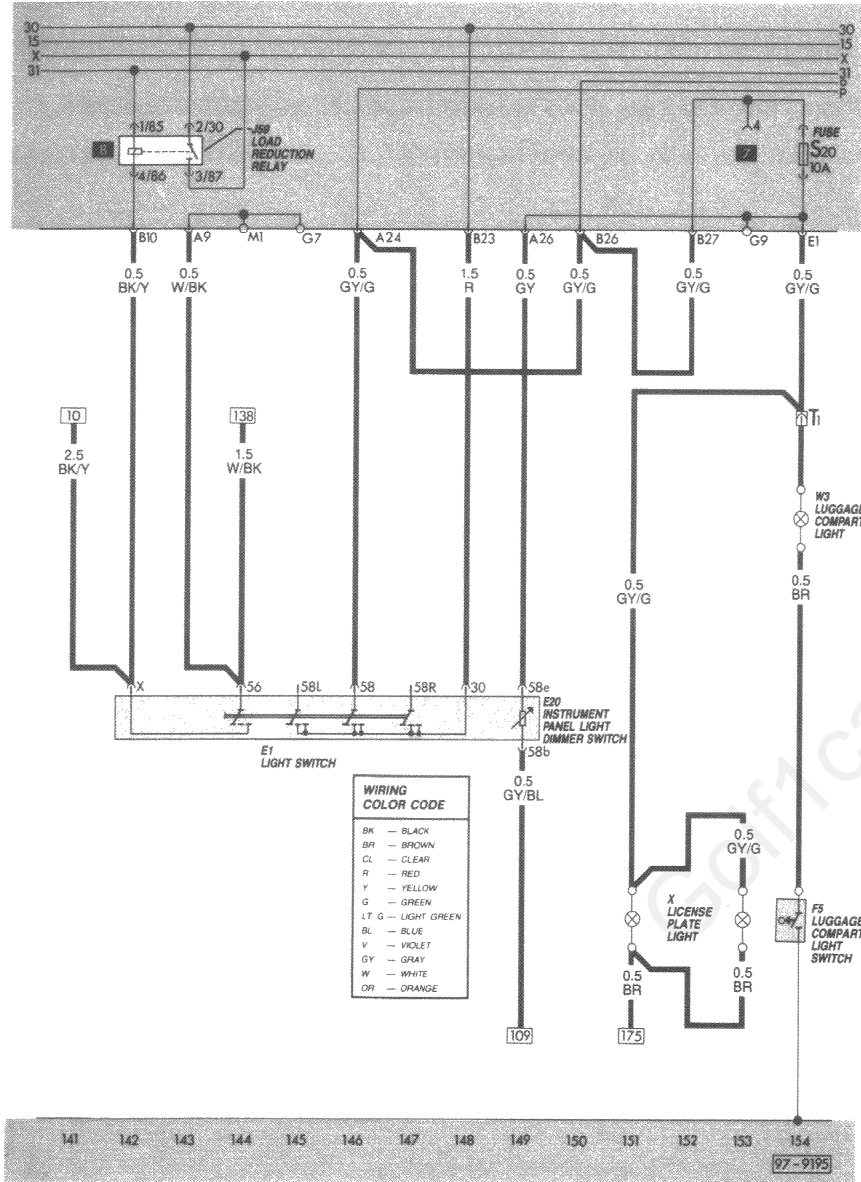 30 30
15 15
X X
31 31
B
P
1/85 2/30
J59
LOAD
REDUCTION
RELAY
8
4/86 3/87
4
FUSE
S20
10A
B10 A9 M1 G7 A24 B23 A26 B26 B27 G9 E1
0.5 0.5 0.5 1.5 0.5 0.5 0.5 0.5
BK/Y W/BK GY/G R GY GY/G GY/G GY/G
10 138
T1
2.5 1.5
BK/Y W/BK
W3
LUGGAGE
COMPART
LIGHT
0.5 0.5
GY/G BR
X 56 58L 58 58R 30 58e
E20
INSTRUMENT
PANEL LIGHT
DIMMER SWITCH
E1
LIGHT SWITCH
58b
0.5
GY/BL
WIRING
COLOR CODE
BK — BLACK
BR — BROWN
CL — CLEAR
R — RED
Y — YELLOW
G — GREEN
LT G — LIGHT GREEN
BL — BLUE
V — VIOLET
GY — GRAY
W — WHITE
OR — ORANGE
0.5
GY/G
X
LICENSE
PLATE
LIGHT
F5
LUGGAGE
COMPART
LIGHT
SWITCH
0.5 0.5
BR BR
109 175
141 142 143 144 145 146 147 148 149 150 151 152 153 154
97-9195